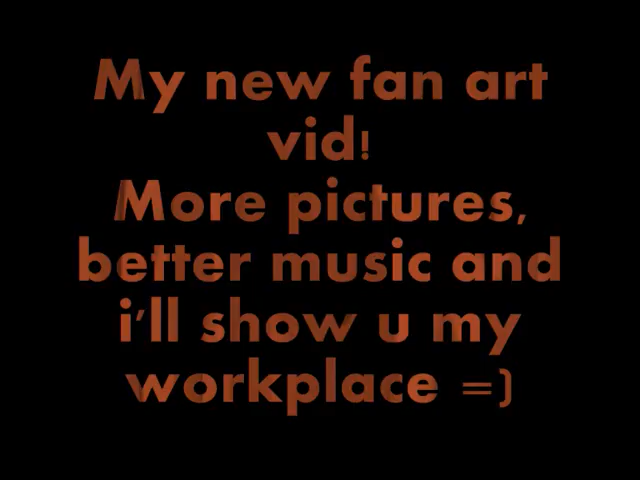 My new fan art
vid!
More pictures,
better music and
i'll show u my
workplace =)